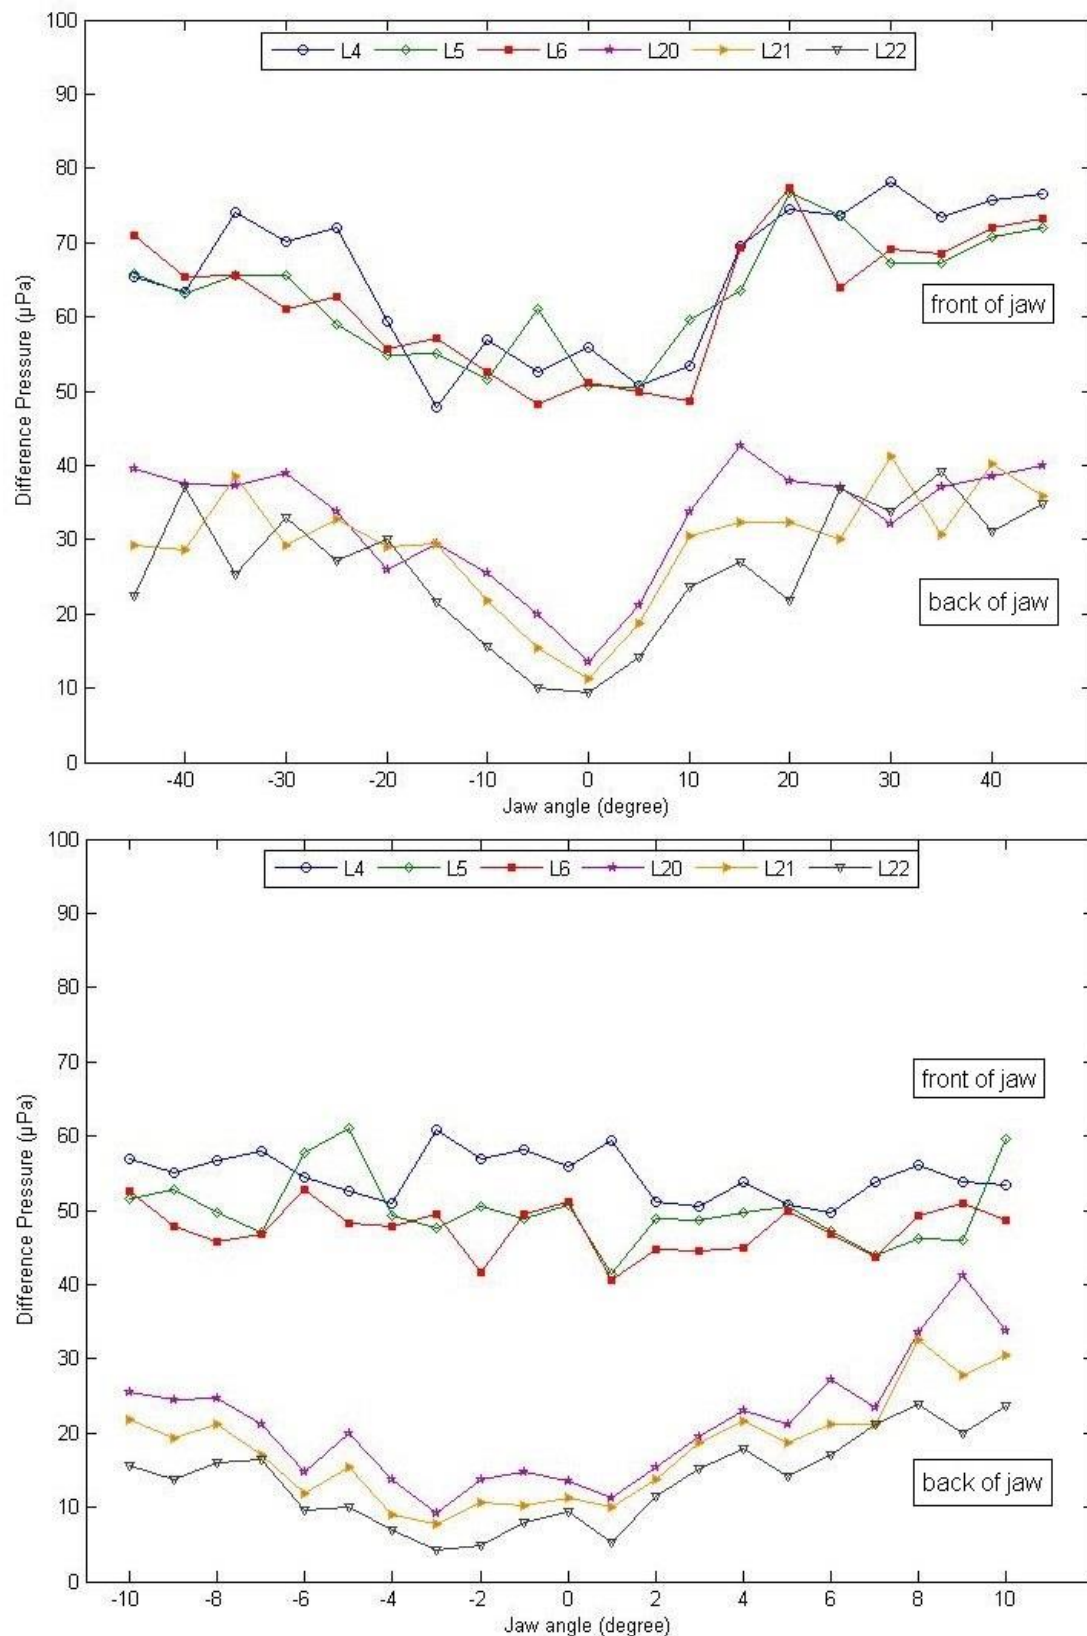 100
L4 L5 L6 L20 L21 L22
90
80
70
front of jaw
60
50
Difference Pressure (µPa)
40
30
back of jaw
20
10
0
-40 -30 -20 -10 0 10 20 30 40
Jaw angle (degree)
100
L4 L5 L6 L20 L21 L22
90
80
70
front of jaw
60
50
Difference Pressure (µPa)
40
30
20
back of jaw
10
0
-10 -8 -6 -4 -2 0 2 4 6 8 10
Jaw angle (degree)